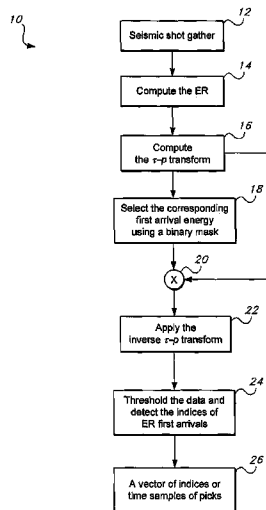 10
12
Seismic shot gather
14
Compute the ER
16
Compute
the τ-p transform
18
Select the corresponding
first arrival energy
using a binary mask
20
X
22
Apply the
inverse τ-p transform
24
Threshold the data and
detect the indices of
ER first arrivals
26
A vector of indices or
time samples of picks